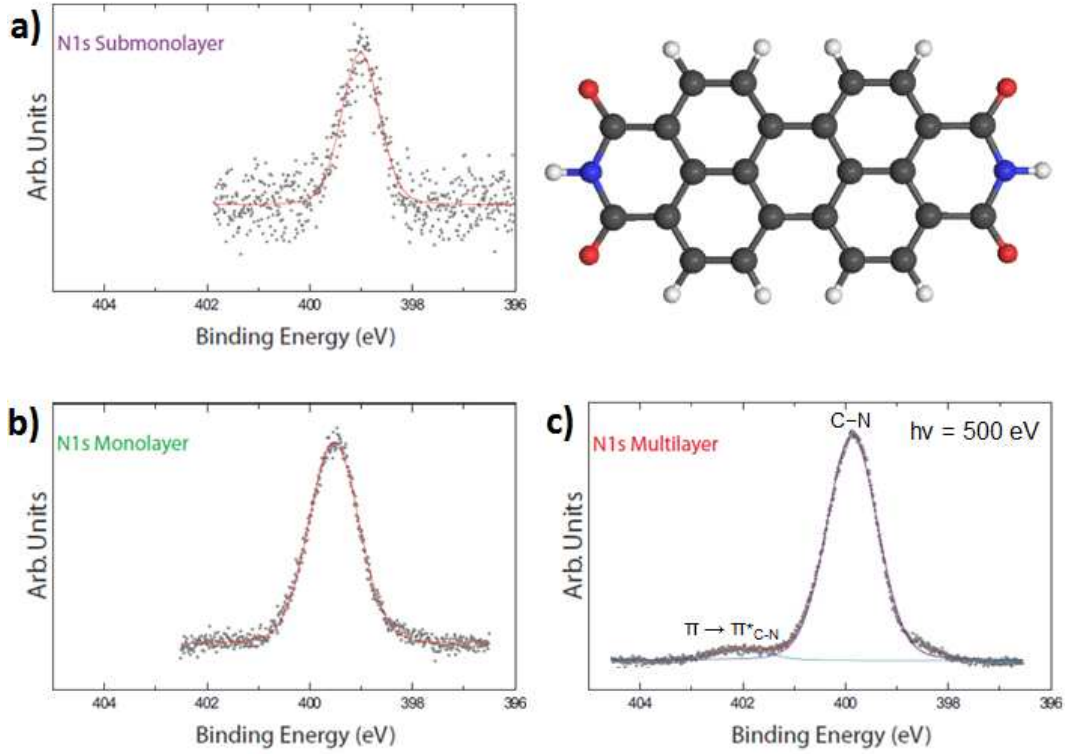 a)
N1s Submonolayer
Arb. Units
404 402 400 398 396
Binding Energy (eV)
b)
N1s Monolayer
Arb. Units
404 402 400 398 396
Binding Energy (eV)
c)
C–N
hν = 500 eV
N1s Multilayer
Arb. Units
π → π*C-N
404 402 400 398 396
Binding Energy (eV)